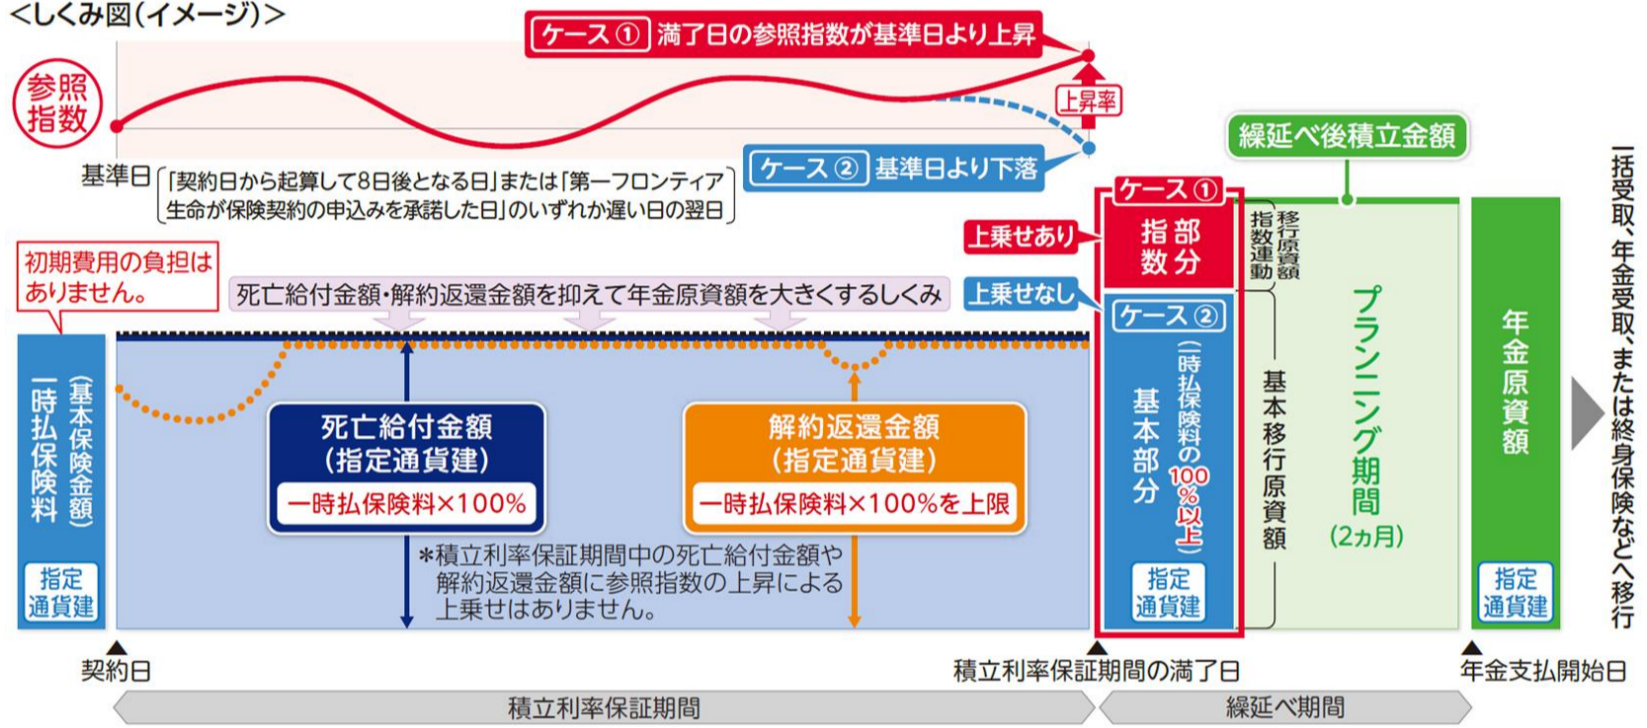 <しくみ図(イメージ)>
ケース① 満了日の参照指数が基準日より上昇
参照
指数
上昇率
ケース② 基準日より下落
基準日
「契約日から起算して8日後となる日」または「第一フロンティア
生命が保険契約の申込みを承諾した日」のいずれか遅い日の翌日
初期費用の負担は
ありません。
死亡給付金額・解約返還金額を抑えて年金原資額を大きくするしくみ
一時払保険料
(基本保険金額)
指定
通貨建
死亡給付金額
(指定通貨建)
一時払保険料×100%
解約返還金額
(指定通貨建)
一時払保険料×100%を上限
*積立利率保証期間中の死亡給付金額や
解約返還金額に参照指数の上昇による
上乗せはありません。
上乗せあり
上乗せなし
ケース①
指数
部分
ケース②
基本部分
(一時払保険料の100%以上)
指定
通貨建
指数連動
移行原資額
基本移行原資額
繰延べ後積立金額
プランニング期間
(2ヵ月)
年金原資額
指定
通貨建
一括受取、年金受取、または終身保険などへ移行
契約日
積立利率保証期間の満了日
年金支払開始日
積立利率保証期間
繰延べ期間